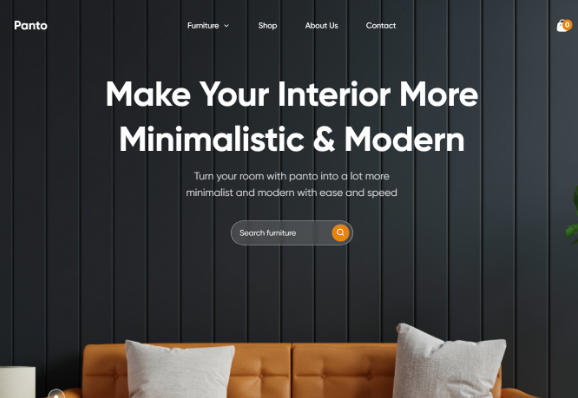 Panto
Furniture
Shop
About Us
Contact
0
Make Your Interior More
Minimalistic & Modern
Turn your room with panto into a lot more
minimalist and modern with ease and speed
Search furniture